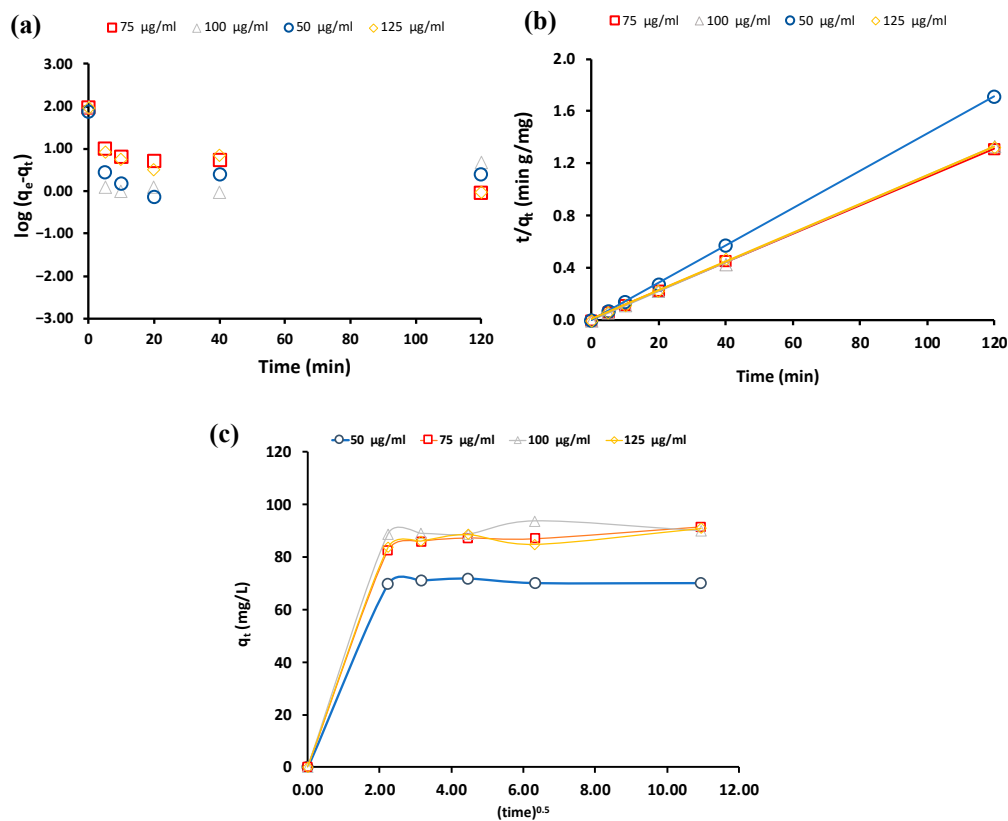 (a)
75 μg/ml 100 μg/ml 50 μg/ml 125 μg/ml
3.00
2.00
1.00
0.00
−1.00
−2.00
−3.00
log (qe-qt)
0 20 40 60 80 100 120
Time (min)
(b)
75 μg/ml 100 μg/ml 50 μg/ml 125 μg/ml
2.0
1.6
1.2
0.8
0.4
0.0
t/qt (min g/mg)
0 20 40 60 80 100 120
Time (min)
(c)
50 μg/ml 75 μg/ml 100 μg/ml 125 μg/ml
120
100
80
60
40
20
0
qt (mg/L)
0.00 2.00 4.00 6.00 8.00 10.00 12.00
(time)0.5